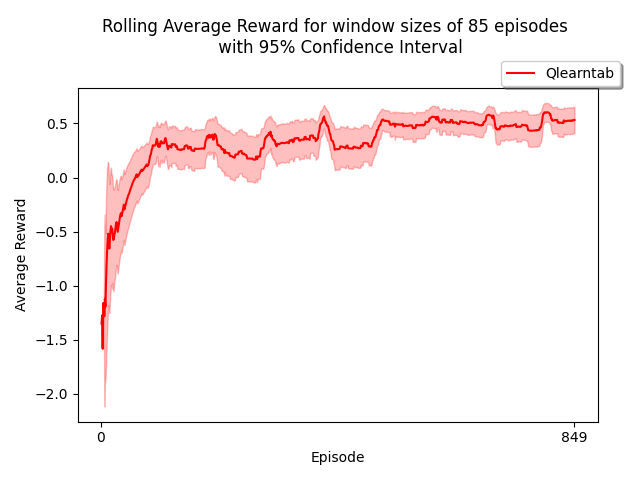 Rolling Average Reward for window sizes of 85 episodes
with 95% Confidence Interval
Qlearntab
0.5
0.0
−0.5
−1.0
−1.5
−2.0
Average Reward
0
849
Episode